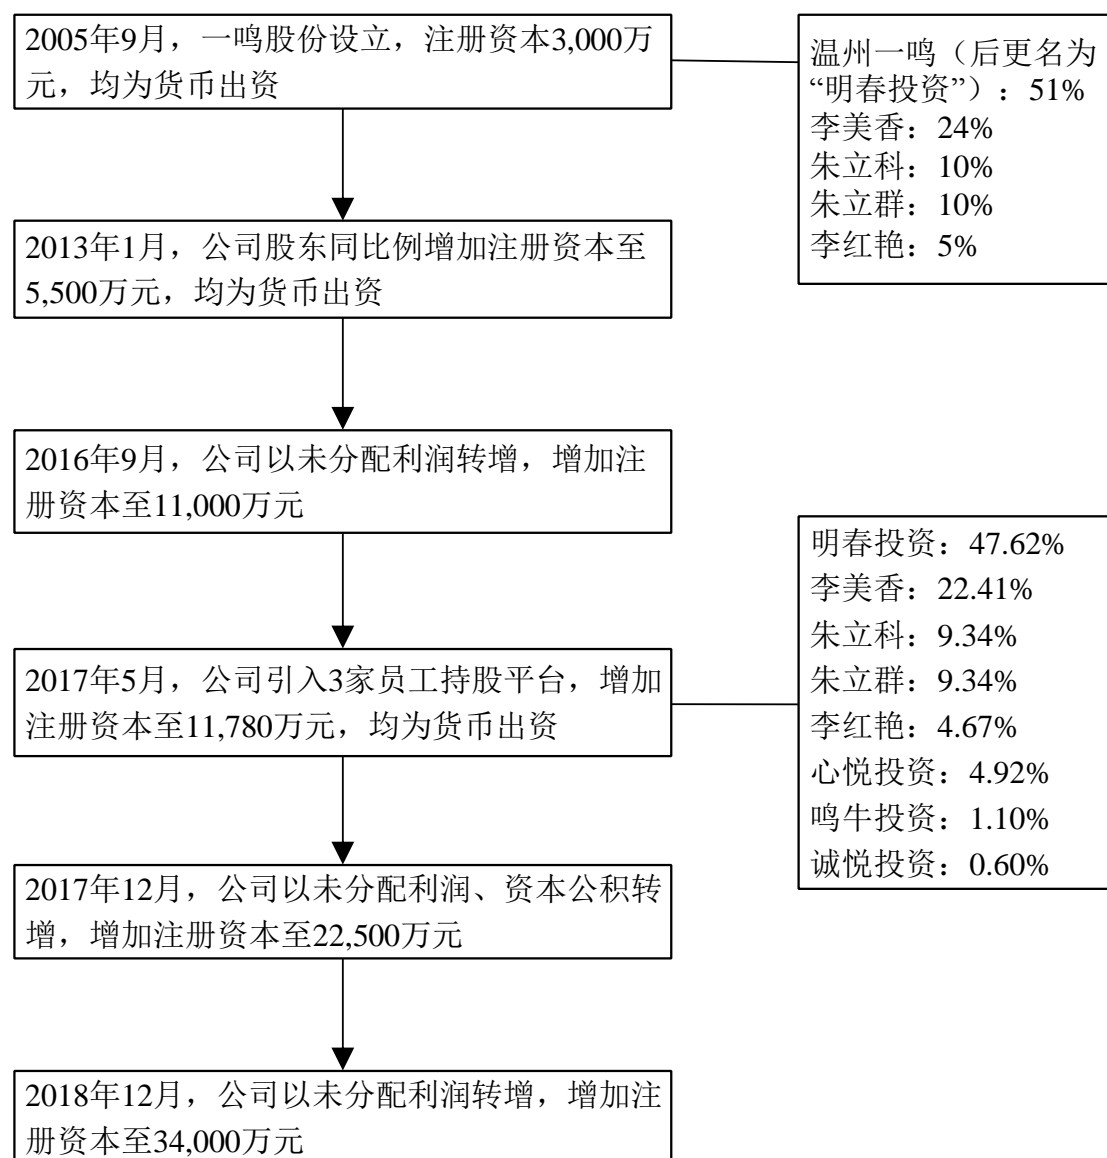 2005年9月，一鸣股份设立，注册资本3,000万
元，均为货币出资
温州一鸣（后更名为
“明春投资”）：51%
李美香：24%
朱立科：10%
朱立群：10%
李红艳：5%
2013年1月，公司股东同比例增加注册资本至
5,500万元，均为货币出资
2016年9月，公司以未分配利润转增，增加注
册资本至11,000万元
2017年5月，公司引入3家员工持股平台，增加
注册资本至11,780万元，均为货币出资
明春投资：47.62%
李美香：22.41%
朱立科：9.34%
朱立群：9.34%
李红艳：4.67%
心悦投资：4.92%
鸣牛投资：1.10%
诚悦投资：0.60%
2017年12月，公司以未分配利润、资本公积转
增，增加注册资本至22,500万元
2018年12月，公司以未分配利润转增，增加注
册资本至34,000万元